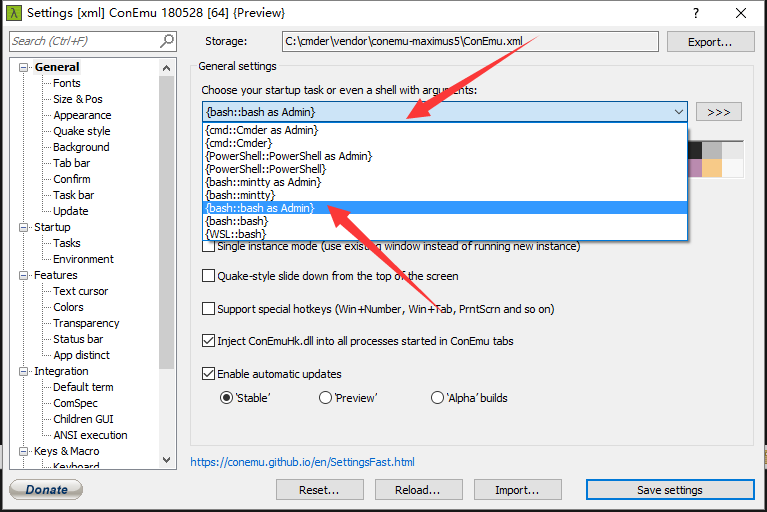 Settings [xml] ConEmu 180528 [64] {Preview}
Search (Ctrl+F)
Storage:
C:\cmder\vendor\conemu-maximus5\ConEmu.xml
Export...
General
Fonts
Size & Pos
Appearance
Quake style
Background
Tab bar
Confirm
Task bar
Update
Startup
Tasks
Environment
Features
Text cursor
Colors
Transparency
Status bar
App distinct
Integration
Default term
ComSpec
Children GUI
ANSI execution
Keys & Macro
Keyboard
General settings
Choose your startup task or even a shell with arguments:
{bash::bash as Admin}
>>>
{cmd::Cmder as Admin}
{cmd::Cmder}
{PowerShell::PowerShell as Admin}
{PowerShell::PowerShell}
{bash::mintty as Admin}
{bash::mintty}
{bash::bash as Admin}
{bash::bash}
{WSL::bash}
Single instance mode (use existing window instead of running new instance)
Quake-style slide down from the top of the screen
Support special hotkeys (Win+Number, Win+Tab, PrntScrn and so on)
Inject ConEmuHk.dll into all processes started in ConEmu tabs
Enable automatic updates
'Stable'
'Preview'
'Alpha' builds
https://conemu.github.io/en/SettingsFast.html
Donate
Reset...
Reload...
Import...
Save settings